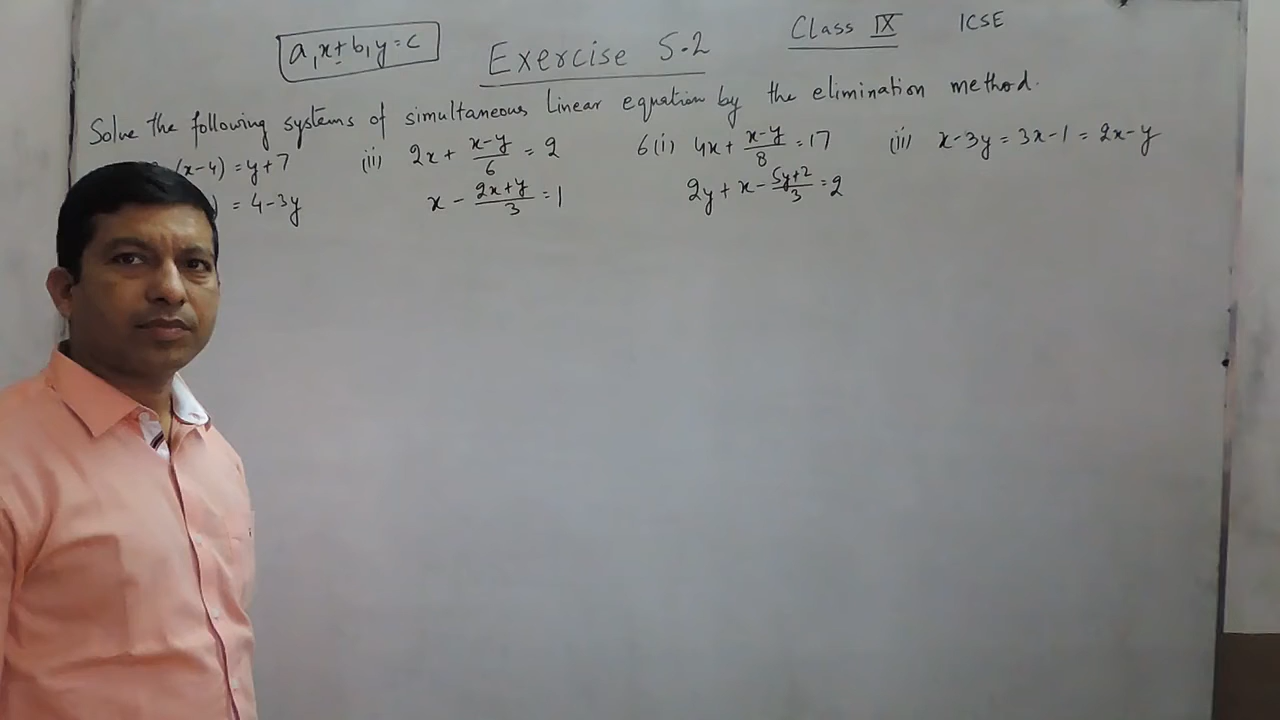 a₁x+b₁y=c
Exercise 5.2
Class IX
ICSE
Solve the following systems of simultaneous linear equation by the elimination method.
(x-4) = y+7
(ii) 2x + (x-y)/6 = 2
6(i) 4x + (x-y)/8 = 17
(ii) x-3y = 3x-1 = 2x-y
) = 4-3y
x - (2x+y)/3 = 1
2y + x - (5y+2)/3 = 2